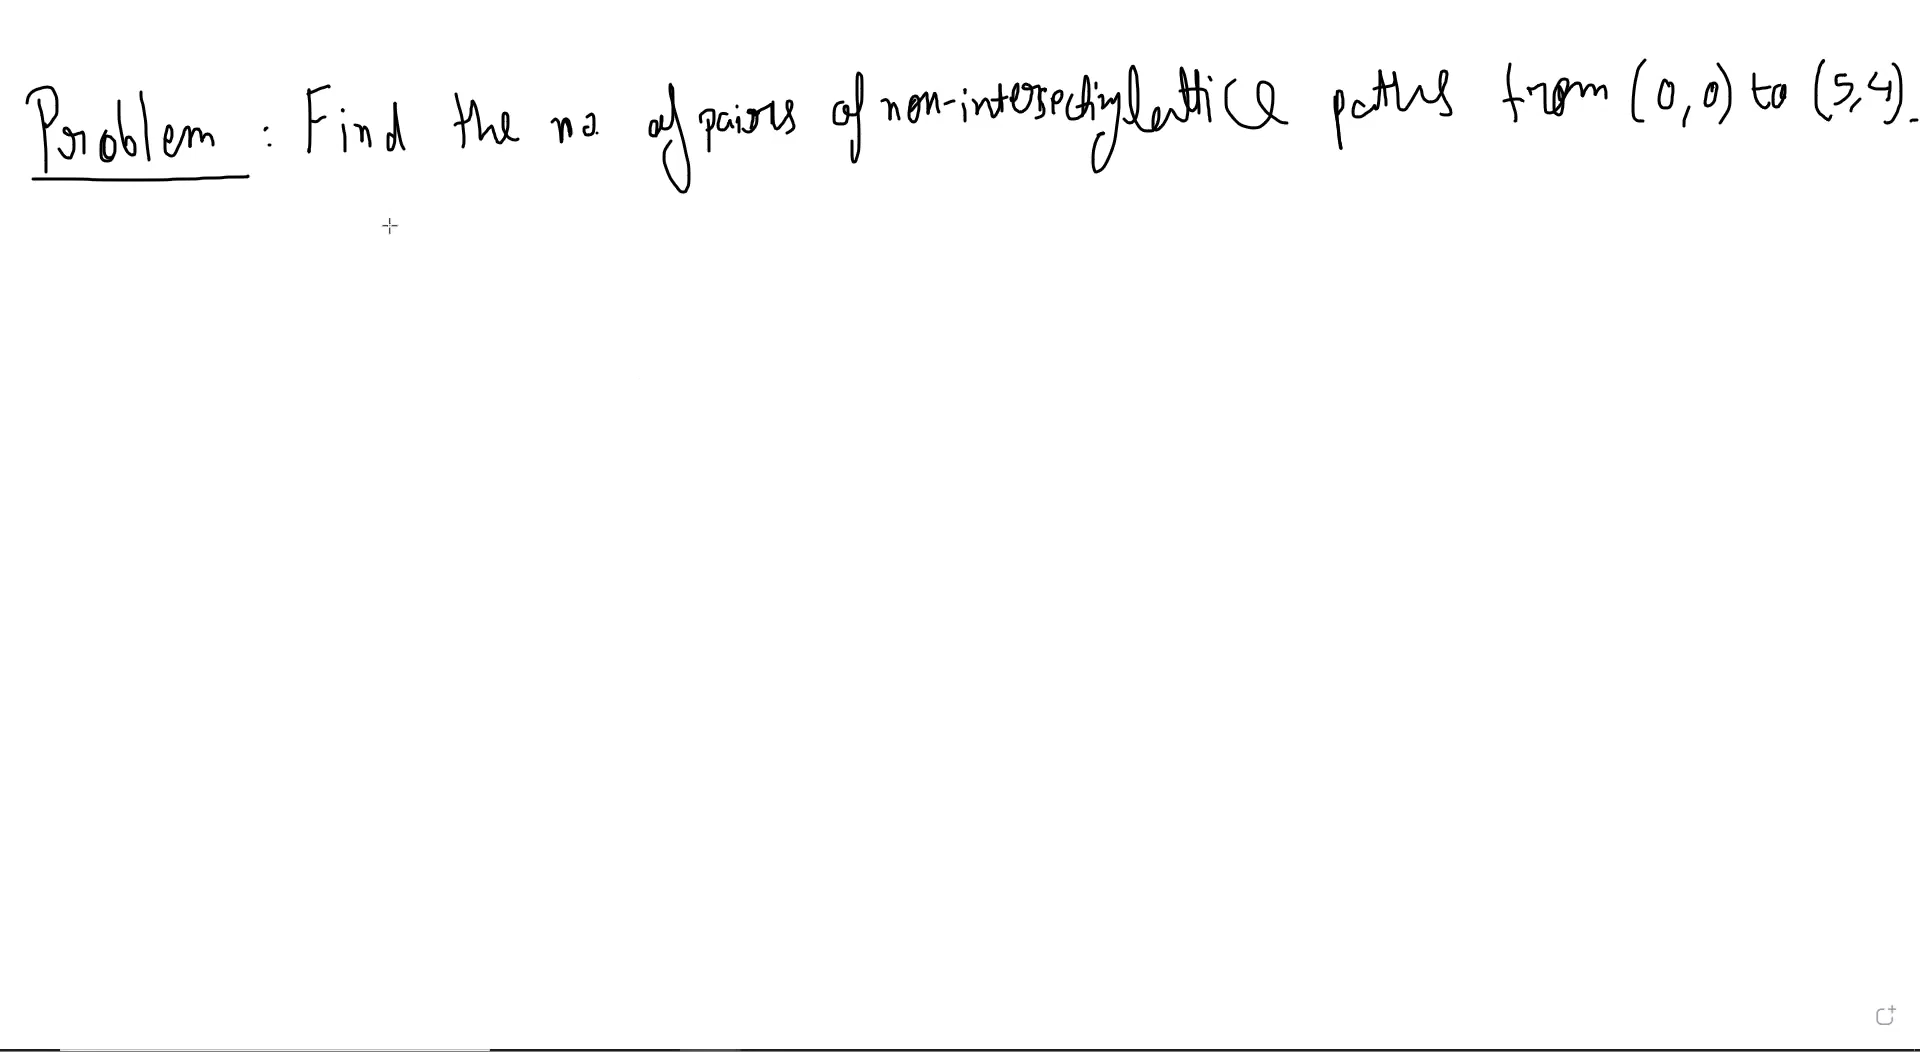 Problem : Find the no. of pairs of non-intersecting lattice paths from (0,0) to (5,4).